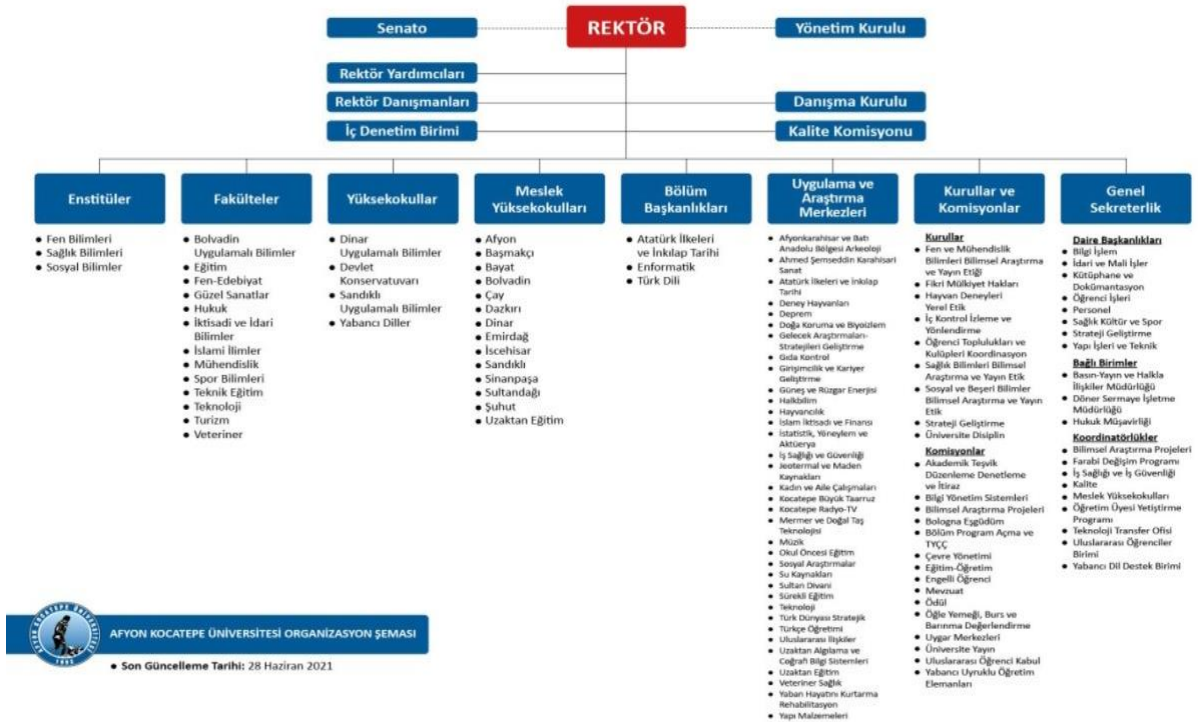 Senato
REKTÖR
Yönetim Kurulu
Rektör Yardımcıları
Rektör Danışmanları
Danışma Kurulu
İç Denetim Birimi
Kalite Komisyonu
Enstitüler
• Fen Bilimleri
• Sağlık Bilimleri
• Sosyal Bilimler
Fakülteler
• Bolvadin
Uygulamalı Bilimler
• Eğitim
• Fen-Edebiyat
• Güzel Sanatlar
• Hukuk
• İktisadi ve İdari
Bilimler
• İslami İlimler
• Mühendislik
• Spor Bilimleri
• Teknik Eğitim
• Teknoloji
• Turizm
• Veteriner
Yüksekokullar
• Dinar
Uygulamalı Bilimler
• Devlet
Konservatuvarı
• Sandıklı
Uygulamalı Bilimler
• Yabancı Diller
Meslek
Yüksekokulları
• Afyon
• Başmakçı
• Bayat
• Bolvadin
• Çay
• Dazkırı
• Dinar
• Emirdağ
• İscehisar
• Sandıklı
• Sinanpaşa
• Sultandağı
• Şuhut
• Uzaktan Eğitim
Bölüm
Başkanlıkları
• Atatürk İlkeleri
ve İnkılap Tarihi
• Enformatik
• Türk Dili
Uygulama ve
Araştırma
Merkezleri
• Afyonkarahisar ve Batı
Anadolu Bölgesi Arkeoloji
• Ahmed Şemseddin Karahisari
Sanat
• Atatürk İlkeleri ve İnkılap
Tarihi
• Deney Hayvanları
• Deprem
• Doğa Koruma ve Biyoizlem
• Gelecek Araştırmaları-
Stratejileri Geliştirme
• Gıda Kontrol
• Girişimcilik ve Kariyer
Geliştirme
• Güneş ve Rüzgar Enerjisi
• Halkbilim
• Hayvancılık
• İslam İktisadi ve Finansı
• İstatistik, Yöneylem ve
Aktüerya
• İş Sağlığı ve Güvenliği
• Jeotermal ve Maden
Kaynakları
• Kadın ve Aile Çalışmaları
• Kocatepe Büyük Taarruz
• Kocatepe Radyo-TV
• Mermer ve Doğal Taş
Teknolojisi
• Müzik
• Okul Öncesi Eğitim
• Sosyal Araştırmalar
• Su Kaynakları
• Sultan Divani
• Sürekli Eğitim
• Teknoloji
• Türk Dünyası Stratejik
• Türkçe Öğretimi
• Uluslararası İlişkiler
• Uzaktan Algılama ve
Coğrafi Bilgi Sistemleri
• Uzaktan Eğitim
• Veteriner Sağlık
• Yaban Hayatını Kurtarma
Rehabilitasyon
• Yapı Malzemeleri
Kurullar ve
Komisyonlar
Kurullar
• Fen ve Mühendislik
Bilimleri Bilimsel Araştırma
ve Yayın Etiği
• Fikri Mülkiyet Hakları
• Hayvan Deneyleri
Yerel Etik
• İç Kontrol İzleme ve
Yönlendirme
• Öğrenci Toplulukları ve
Kulüpleri Koordinasyon
• Sağlık Bilimleri Bilimsel
Araştırma ve Yayın Etik
• Sosyal ve Beşeri Bilimler
Bilimsel Araştırma ve Yayın
Etik
• Strateji Geliştirme
• Üniversite Disiplin
Komisyonlar
• Akademik Teşvik
Düzenleme Denetleme
ve İtiraz
• Bilgi Yönetim Sistemleri
• Bilimsel Araştırma Projeleri
• Bologna Eşgüdüm
• Bölüm Program Açma ve
TYÇÇ
• Çevre Yönetimi
• Eğitim-Öğretim
• Engelli Öğrenci
• Mevzuat
• Ödül
• Öğle Yemeği, Burs ve
Barınma Değerlendirme
• Uygar Merkezleri
• Üniversite Yayın
• Uluslararası Öğrenci Kabul
• Yabancı Uyruklu Öğretim
Elemanları
Genel
Sekreterlik
Daire Başkanlıkları
• Bilgi İşlem
• İdari ve Mali İşler
• Kütüphane ve
Dokümantasyon
• Öğrenci İşleri
• Personel
• Sağlık Kültür ve Spor
• Strateji Geliştirme
• Yapı İşleri ve Teknik
Bağlı Birimler
• Basın-Yayın ve Halkla
İlişkiler Müdürlüğü
• Döner Sermaye İşletme
Müdürlüğü
• Hukuk Müşavirliği
Koordinatörlükler
• Bilimsel Araştırma Projeleri
• Farabi Değişim Programı
• İş Sağlığı ve İş Güvenliği
• Kalite
• Meslek Yüksekokulları
• Öğretim Üyesi Yetiştirme
Programı
• Teknoloji Transfer Ofisi
• Uluslararası Öğrenciler
Birimi
• Yabancı Dil Destek Birimi
AFYON KOCATEPE ÜNİVERSİTESİ
1992
AFYON KOCATEPE ÜNİVERSİTESİ ORGANİZASYON ŞEMASI
• Son Güncelleme Tarihi: 28 Haziran 2021